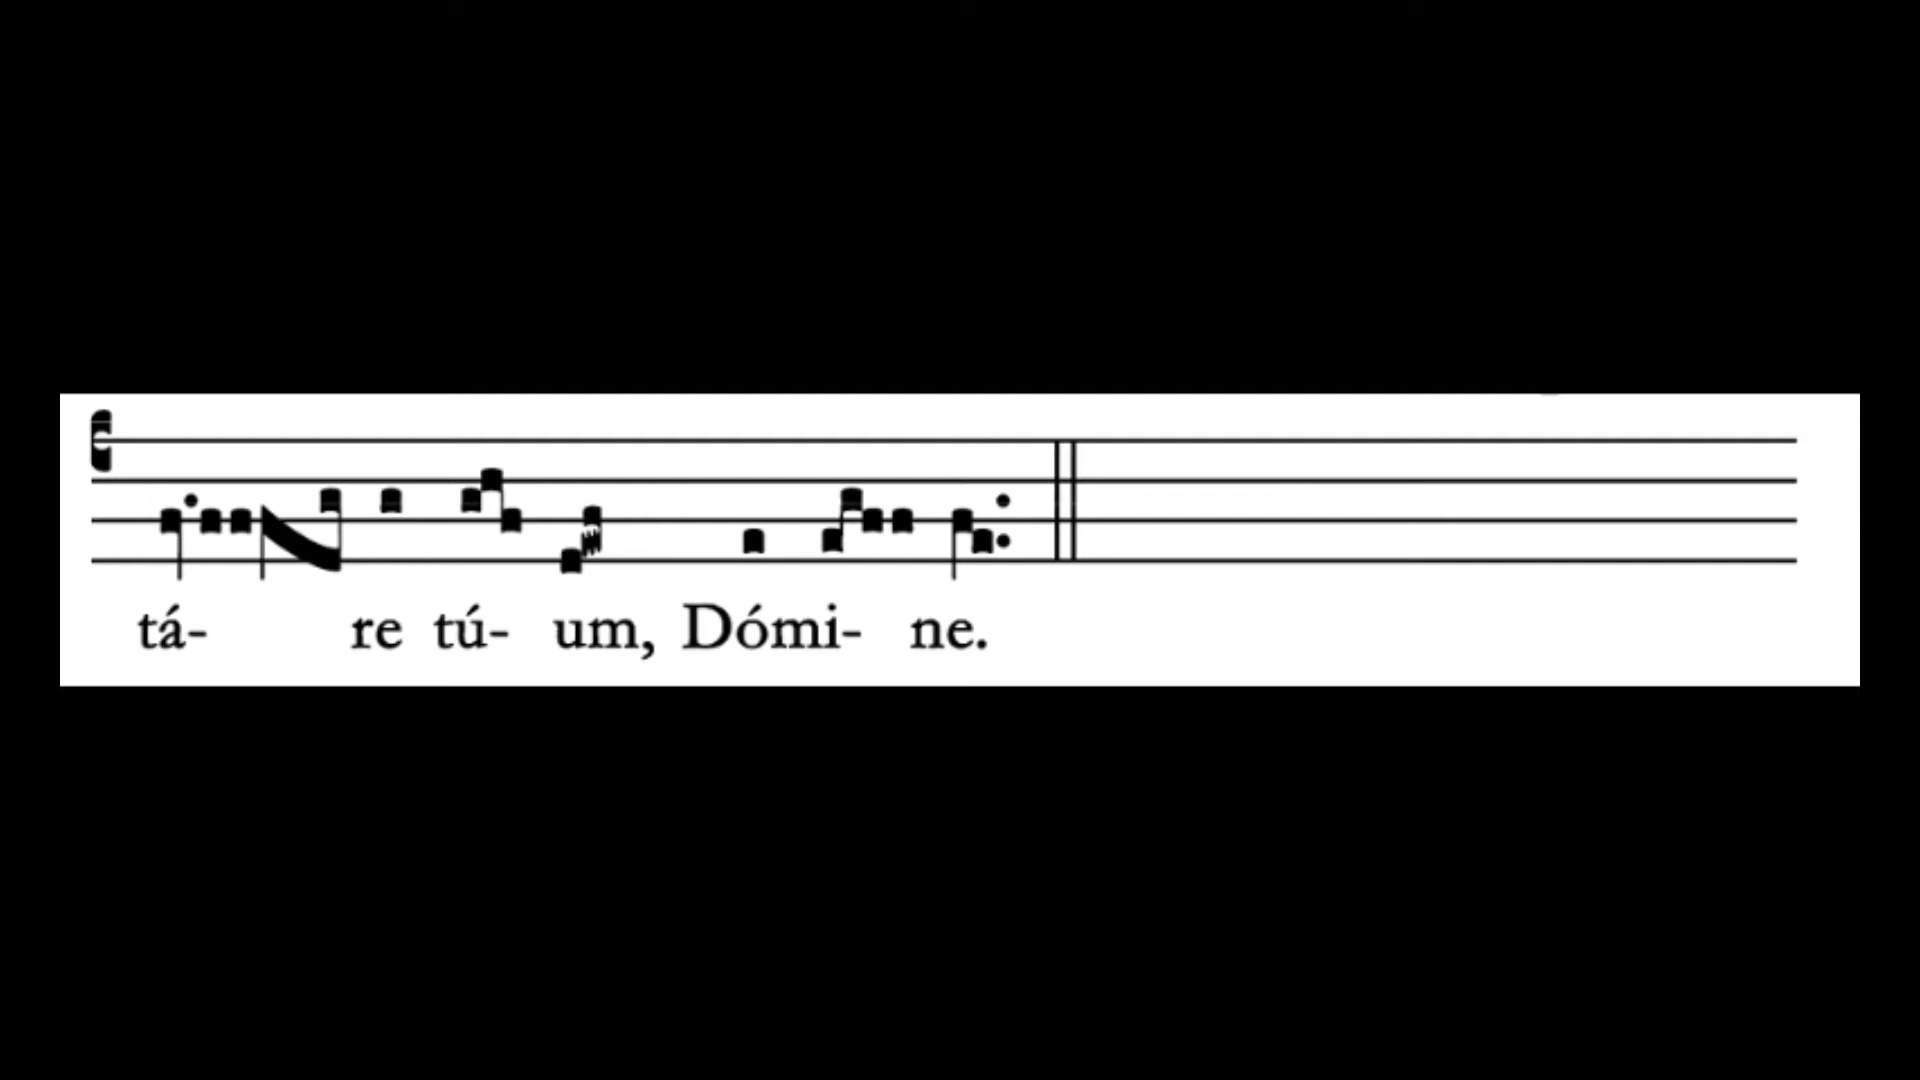 tá- re tú- um, Dómi- ne.